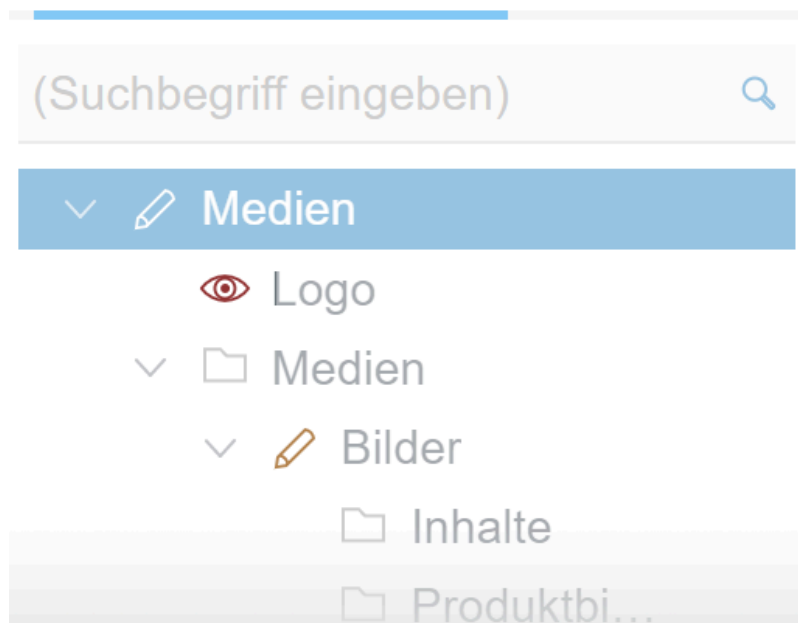 (Suchbegriff eingeben)
Medien
Logo
Medien
Bilder
Inhalte
Produktbi...